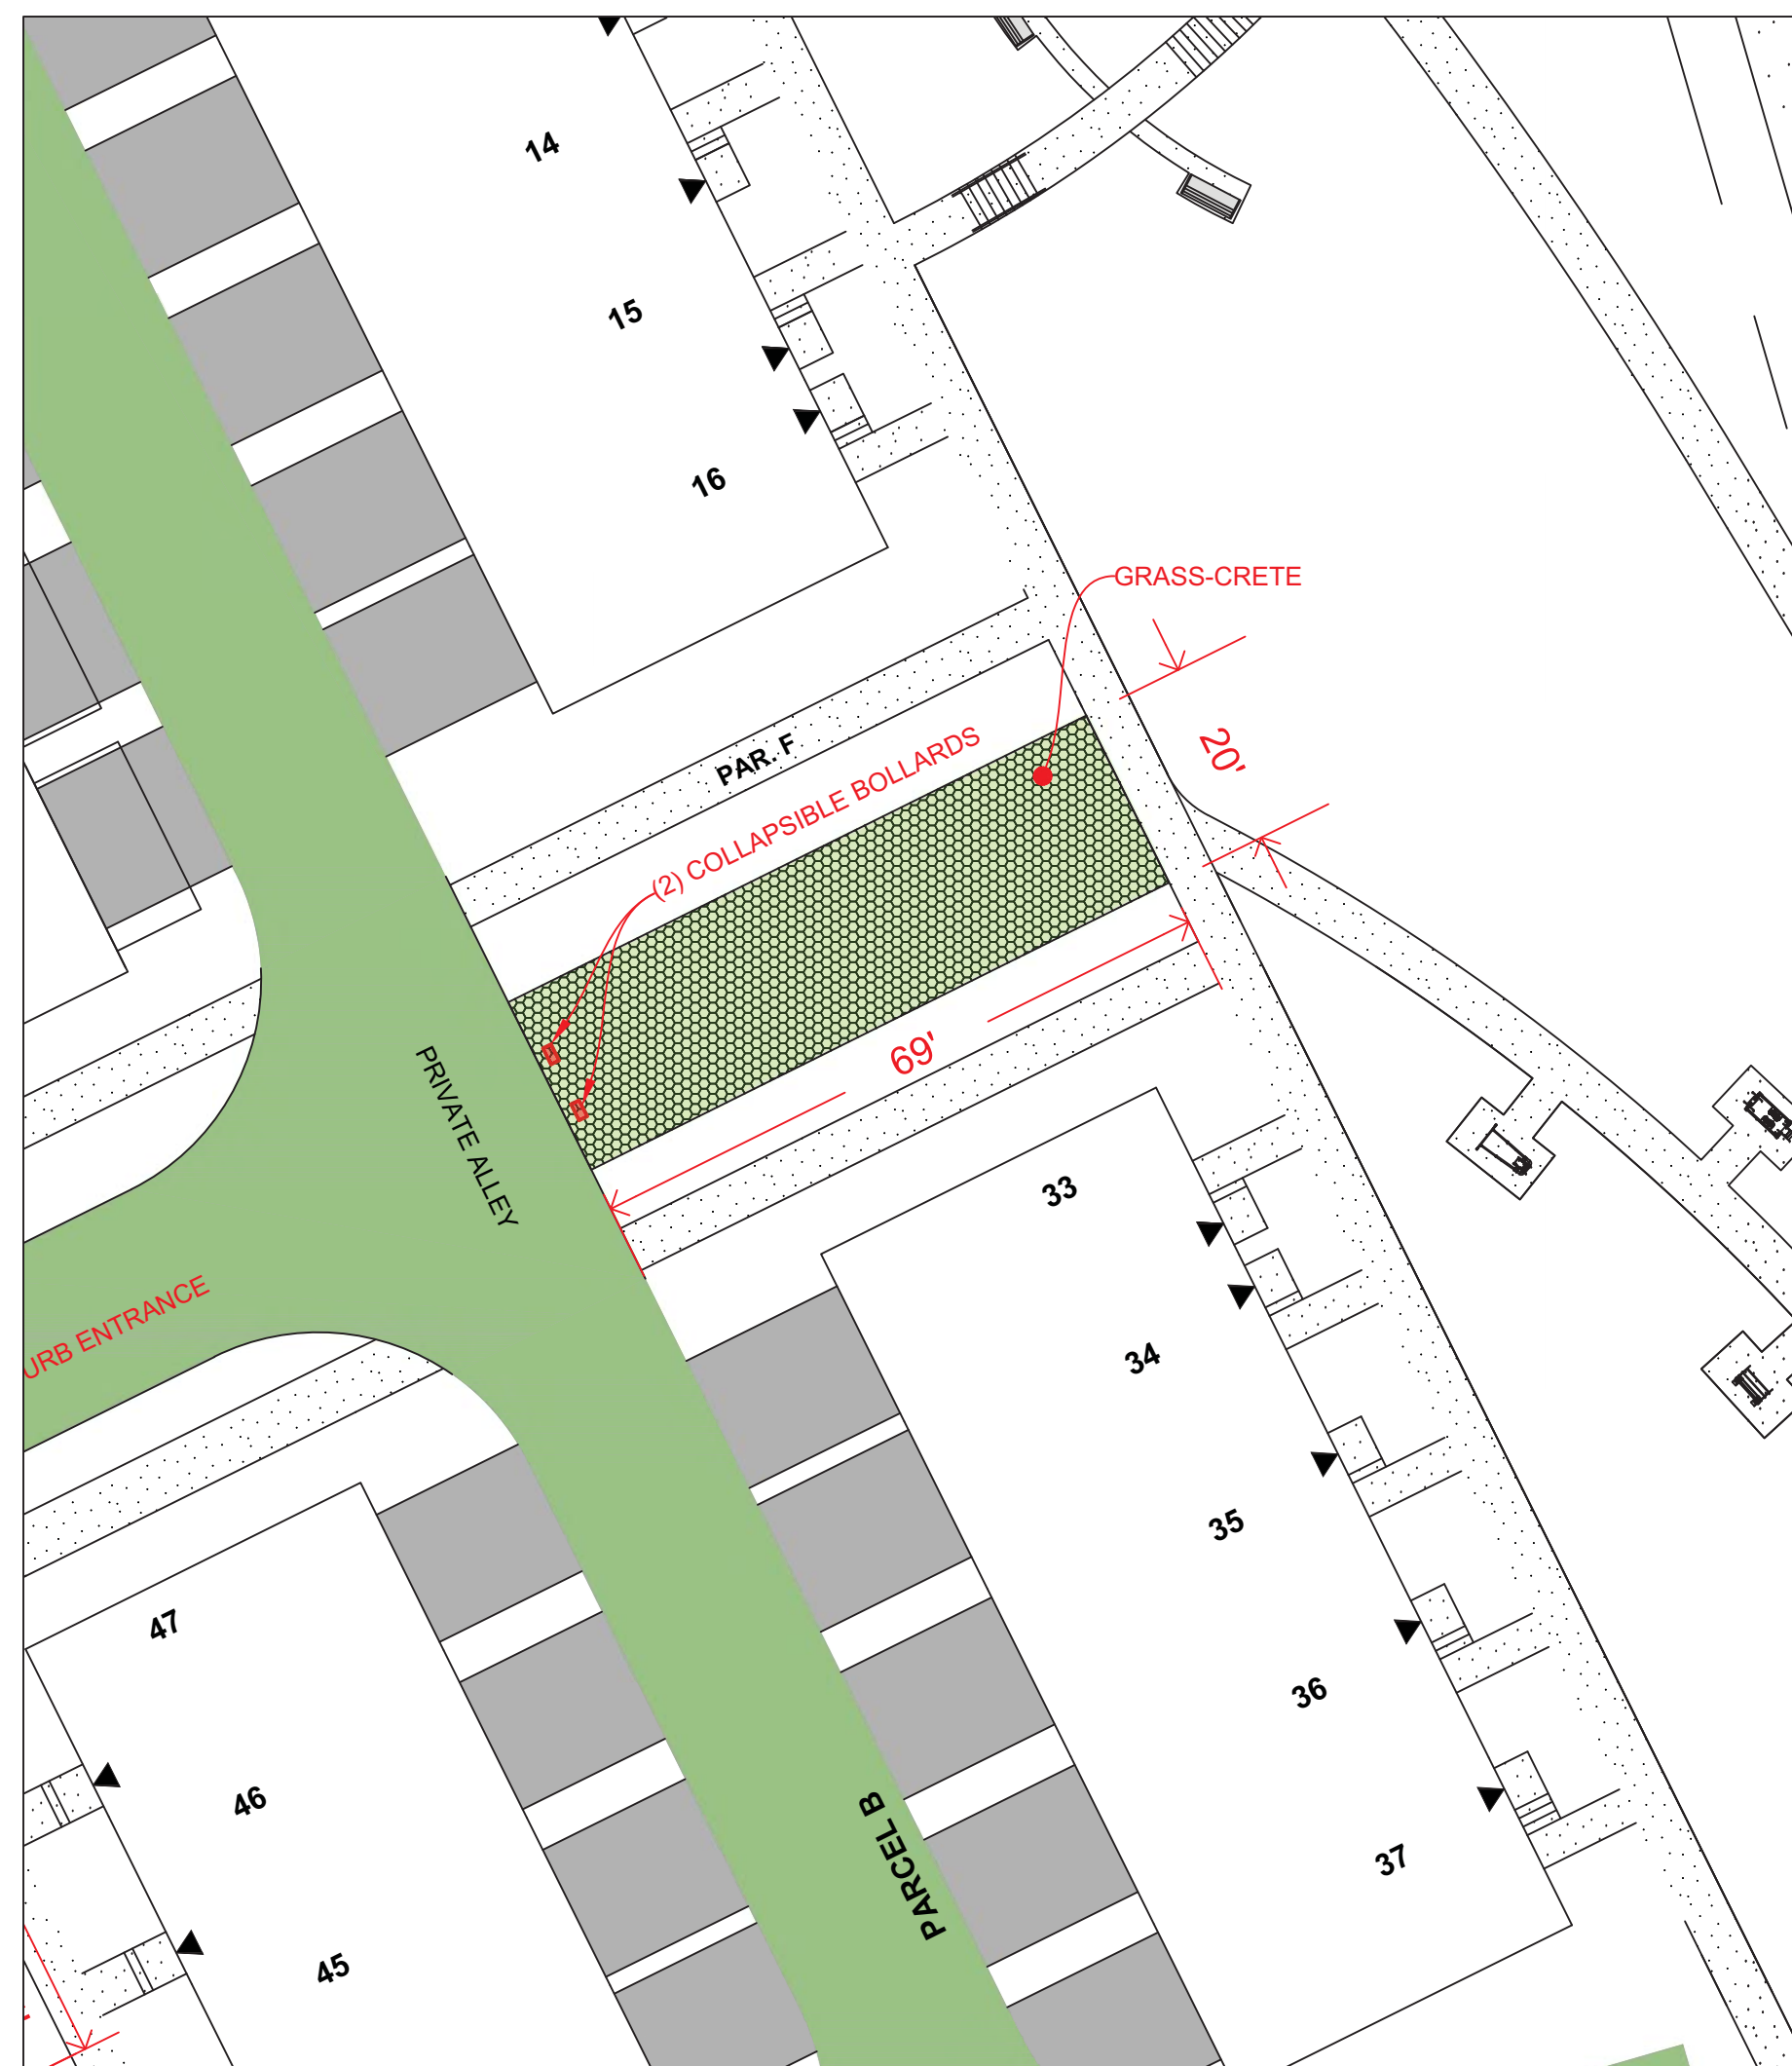 14
15
16
GRASS-CRETE
20'
PAR. F
(2) COLLAPSIBLE BOLLARDS
69'
PRIVATE ALLEY
URB ENTRANCE
33
34
35
36
37
47
46
45
PARCEL B